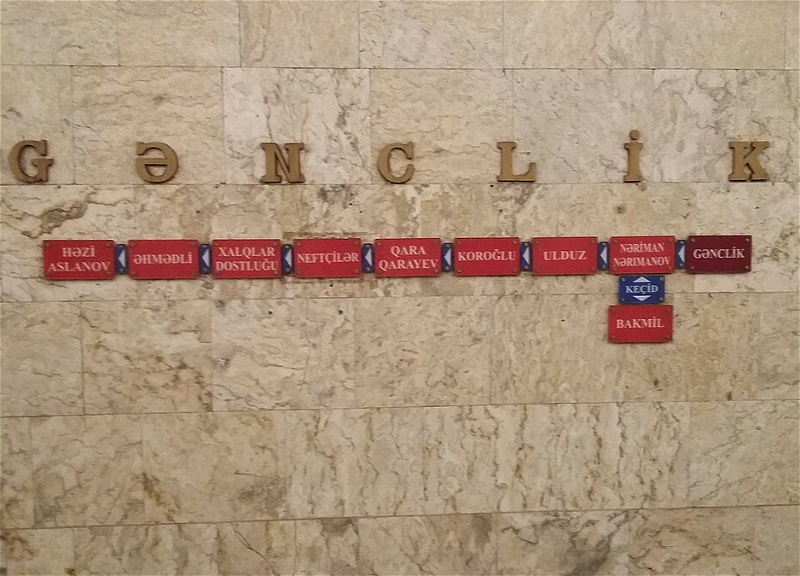 GƏNCLİK
HƏZİ
ASLANOV
ƏHMƏDLİ
XALQLAR
DOSTLUĞU
NEFTÇİLƏR
QARA
QARAYEV
KOROĞLU
ULDUZ
NƏRİMAN
NƏRİMANOV
GƏNCLİK
KEÇİD
BAKMİL